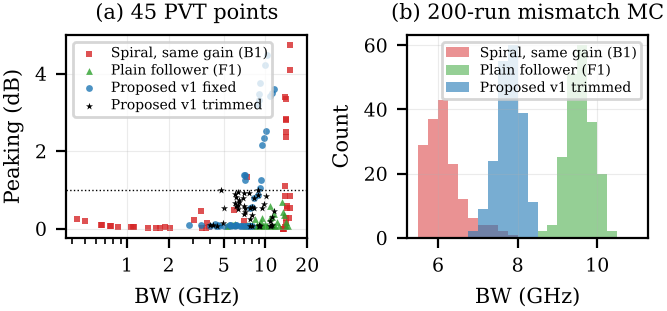 (a) 45 PVT points
Peaking (dB)
4
2
0
Spiral, same gain (B1)
Plain follower (F1)
Proposed v1 fixed
Proposed v1 trimmed
1
2
5
10
20
BW (GHz)
(b) 200-run mismatch MC
Count
60
40
20
0
Spiral, same gain (B1)
Plain follower (F1)
Proposed v1 trimmed
6
8
10
BW (GHz)